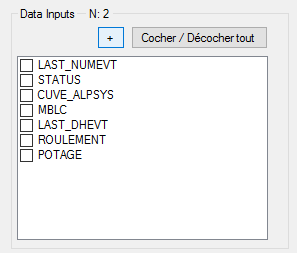 Data Inputs N: 2
+ Cocher / Décocher tout
LAST_NUMEVT
STATUS
CUVE_ALPSYS
MBLC
LAST_DHEVT
ROULEMENT
POTAGE